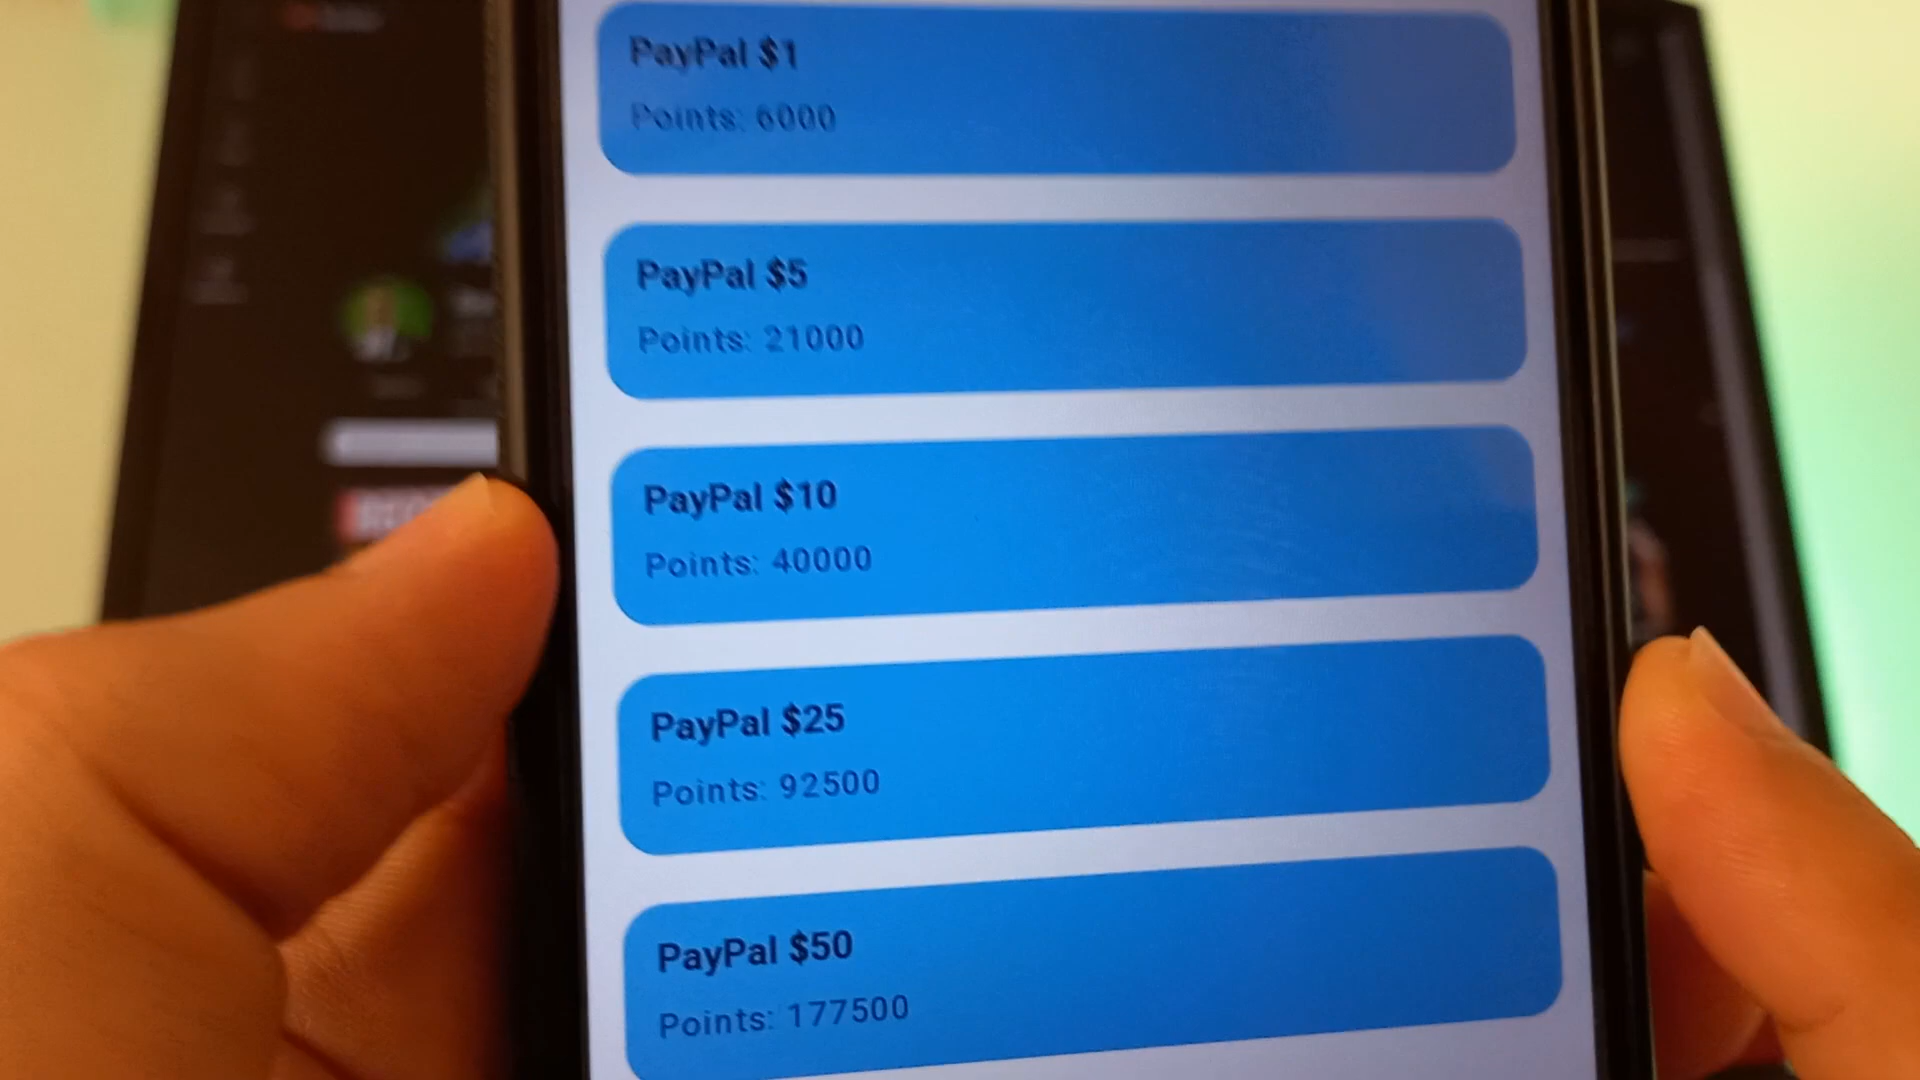 PayPal $1
Points: 6000
PayPal $5
Points: 21000
PayPal $10
Points: 40000
PayPal $25
Points: 92500
PayPal $50
Points: 177500